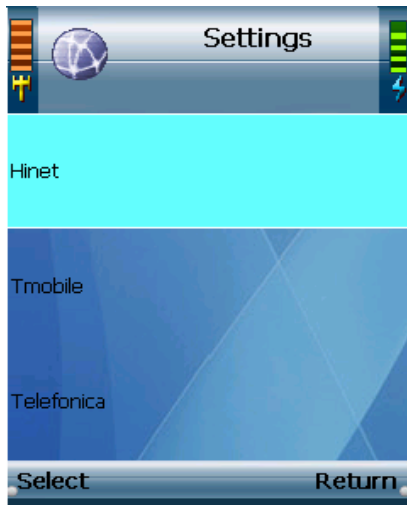 Settings
Hinet
Tmobile
Telefonica
Select Return